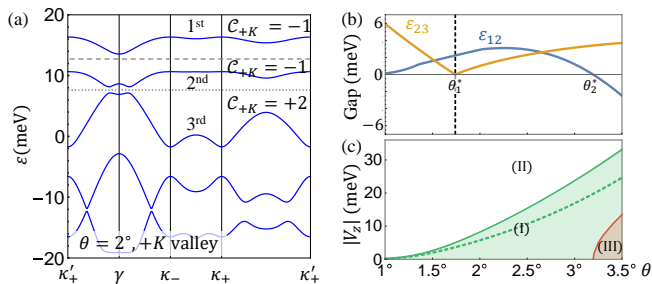 (a)
20
10
0
−10
−20
ε(meV)
1st
𝒞+K = −1
2nd
𝒞+K = −1
3rd
𝒞+K = +2
θ = 2°, +K valley
κ′+
γ
κ−
κ+
κ′+
(b)
6
0
−6
Gap (meV)
ε23
ε12
θ1*
θ2*
(c)
30
20
10
0
|Vz| (meV)
(II)
(I)
(III)
1°
1.5°
2°
2.5°
3°
3.5°
θ